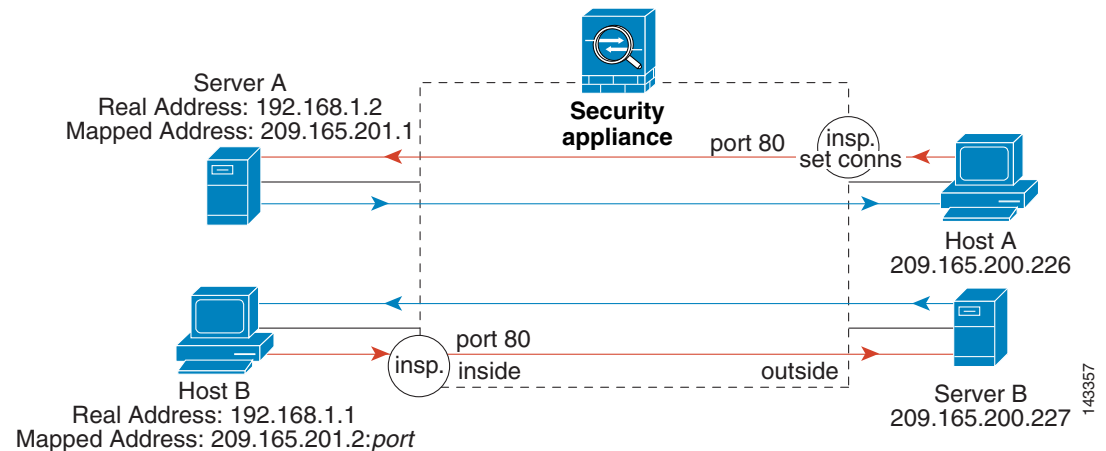 Server A
Real Address: 192.168.1.2
Mapped Address: 209.165.201.1
Security
appliance
port 80
insp.
set conns
Host A
209.165.200.226
port 80
insp.
inside
outside
Host B
Real Address: 192.168.1.1
Mapped Address: 209.165.201.2:port
Server B
209.165.200.227
143357